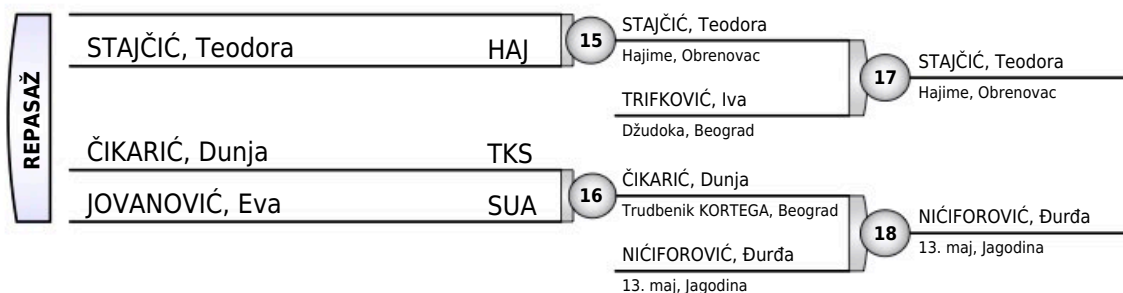 REPASAŽ
STAJČIĆ, Teodora HAJ
ČIKARIĆ, Dunja TKS
JOVANOVIĆ, Eva SUA
15
STAJČIĆ, Teodora
Hajime, Obrenovac
TRIFKOVIĆ, Iva
Džudoka, Beograd
16
ČIKARIĆ, Dunja
Trudbenik KORTEGA, Beograd
NIĆIFOROVIĆ, Đurđa
13. maj, Jagodina
17
STAJČIĆ, Teodora
Hajime, Obrenovac
18
NIĆIFOROVIĆ, Đurđa
13. maj, Jagodina